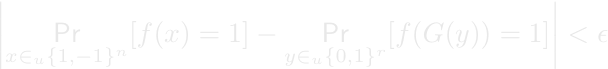 | Pr_{x∈_u{1,−1}^n}[f(x) = 1] − Pr_{y∈_u{0,1}^r}[f(G(y)) = 1]| < ϵ